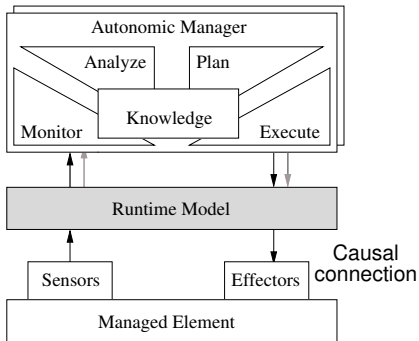 Autonomic Manager
Analyze Plan
Knowledge
Monitor Execute
Runtime Model
Causal
connection
Sensors Effectors
Managed Element